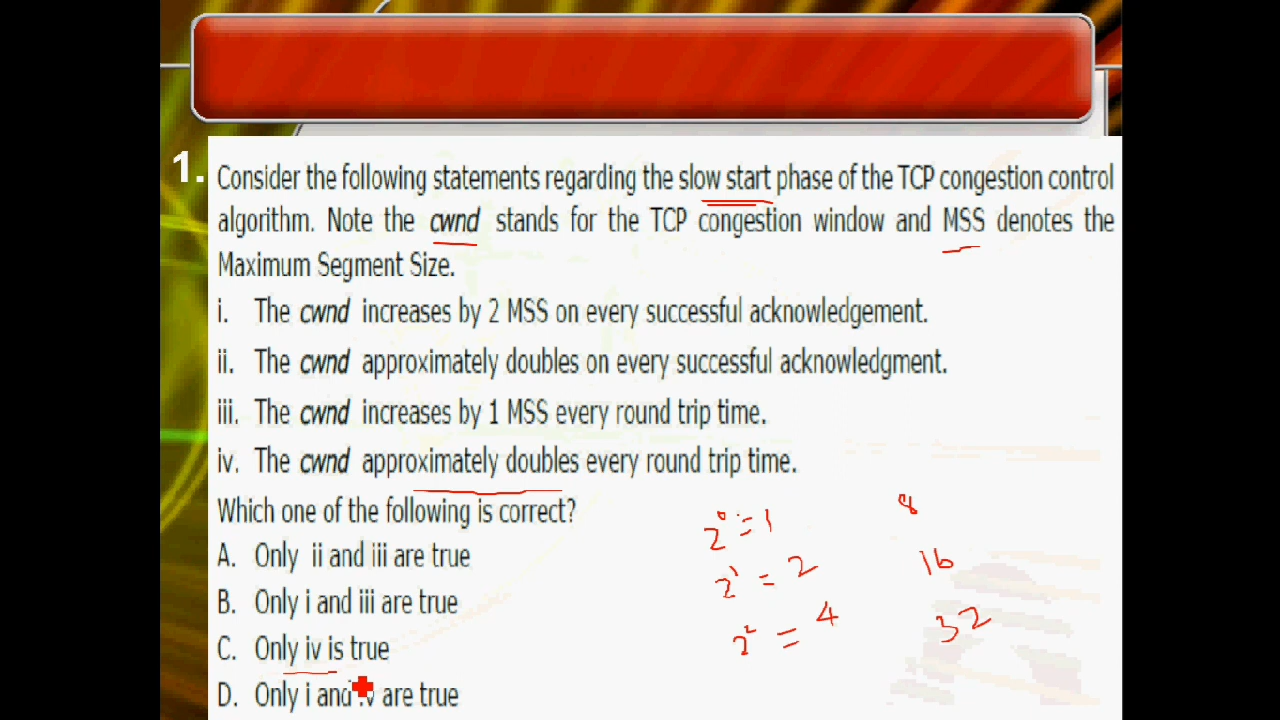 1.
Consider the following statements regarding the slow start phase of the TCP congestion control
algorithm. Note the cwnd stands for the TCP congestion window and MSS denotes the
Maximum Segment Size.
i. The cwnd increases by 2 MSS on every successful acknowledgement.
ii. The cwnd approximately doubles on every successful acknowledgment.
iii. The cwnd increases by 1 MSS every round trip time.
iv. The cwnd approximately doubles every round trip time.
Which one of the following is correct?
A. Only ii and iii are true
B. Only i and iii are true
C. Only iv is true
D. Only i and iv are true
2⁰ = 1
2¹ = 2
2² = 4
8
16
32